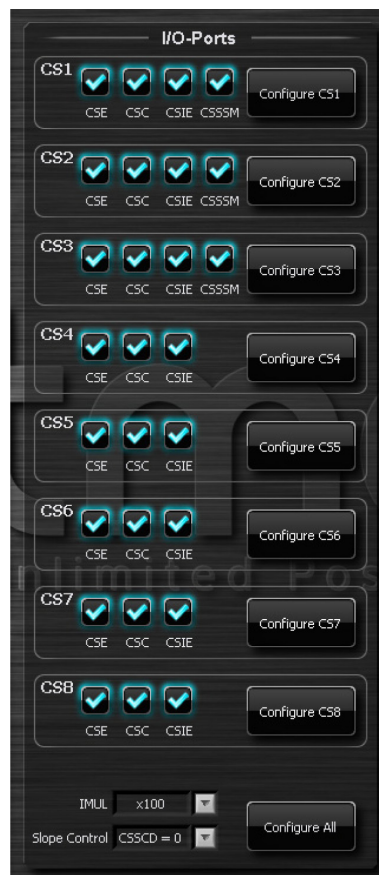 I/O-Ports
CS1
CSE CSC CSIE CSSSM
Configure CS1
CS2
CSE CSC CSIE CSSSM
Configure CS2
CS3
CSE CSC CSIE CSSSM
Configure CS3
CS4
CSE CSC CSIE
Configure CS4
CS5
CSE CSC CSIE
Configure CS5
CS6
CSE CSC CSIE
Configure CS6
nlimited Pos
CS7
CSE CSC CSIE
Configure CS7
CS8
CSE CSC CSIE
Configure CS8
IMUL x100
Slope Control CSSCD = 0
Configure All